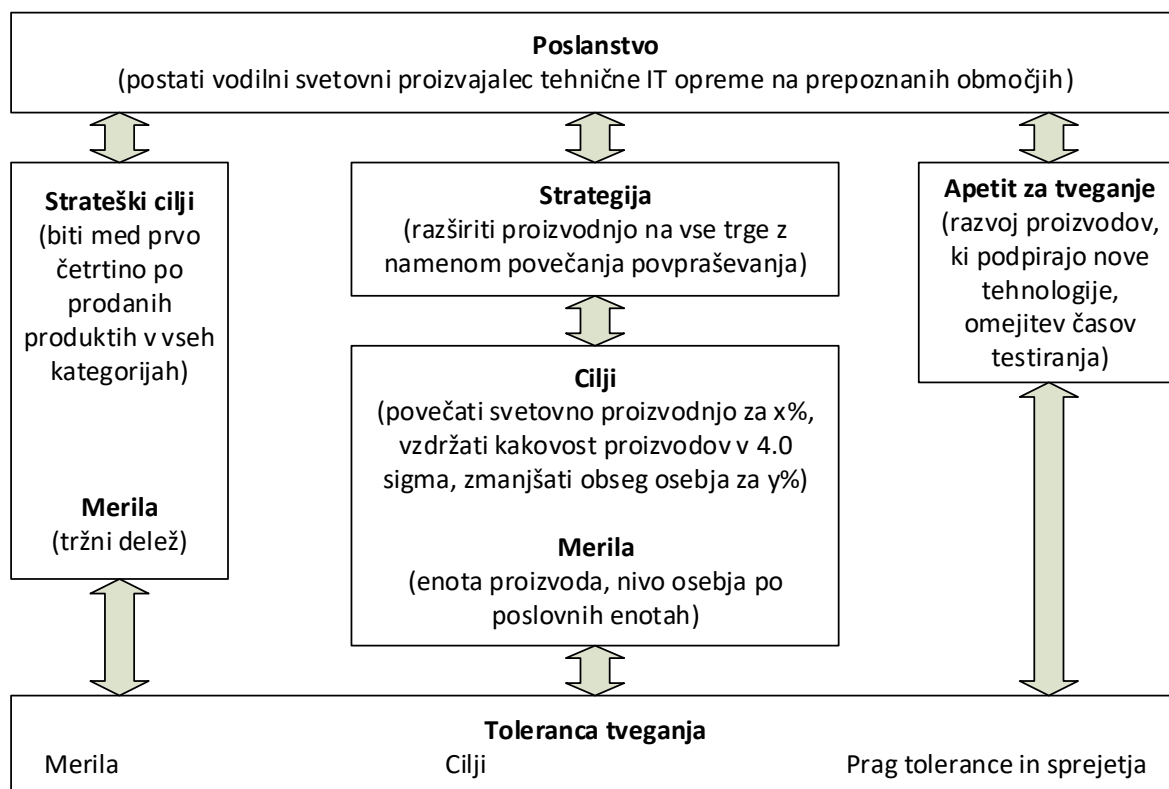 Poslanstvo
(postati vodilni svetovni proizvajalec tehnične IT opreme na prepoznanih območjih)
Strateški cilji
(biti med prvo
četrtino po
prodanih
produktih v vseh
kategorijah)
Merila
(tržni delež)
Strategija
(razširiti proizvodnjo na vse trge z
namenom povečanja povpraševanja)
Cilji
(povečati svetovno proizvodnjo za x%,
vzdržati kakovost proizvodov v 4.0
sigma, zmanjšati obseg osebja za y%)
Merila
(enota proizvoda, nivo osebja po
poslovnih enotah)
Apetit za tveganje
(razvoj proizvodov,
ki podpirajo nove
tehnologije,
omejitev časov
testiranja)
Toleranca tveganja
Merila Cilji Prag tolerance in sprejetja